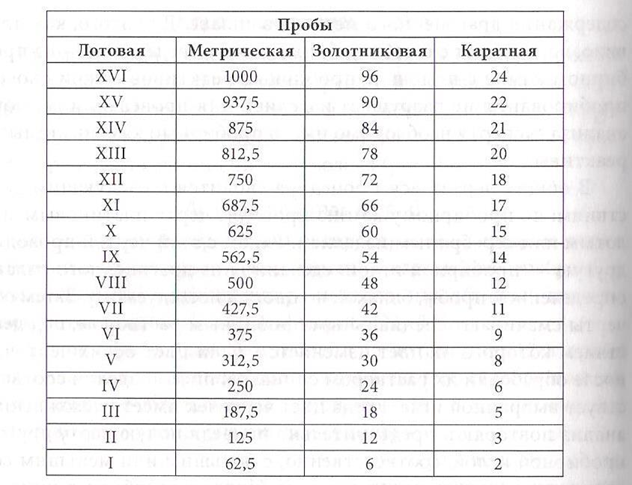 Пробы
Лотовая Метрическая Золотниковая Каратная
XVI 1000 96 24
XV 937,5 90 22
XIV 875 84 21
XIII 812,5 78 20
XII 750 72 18
XI 687,5 66 17
X 625 60 15
IX 562,5 54 14
VIII 500 48 12
VII 427,5 42 11
VI 375 36 9
V 312,5 30 8
IV 250 24 6
III 187,5 18 5
II 125 12 3
I 62,5 6 2